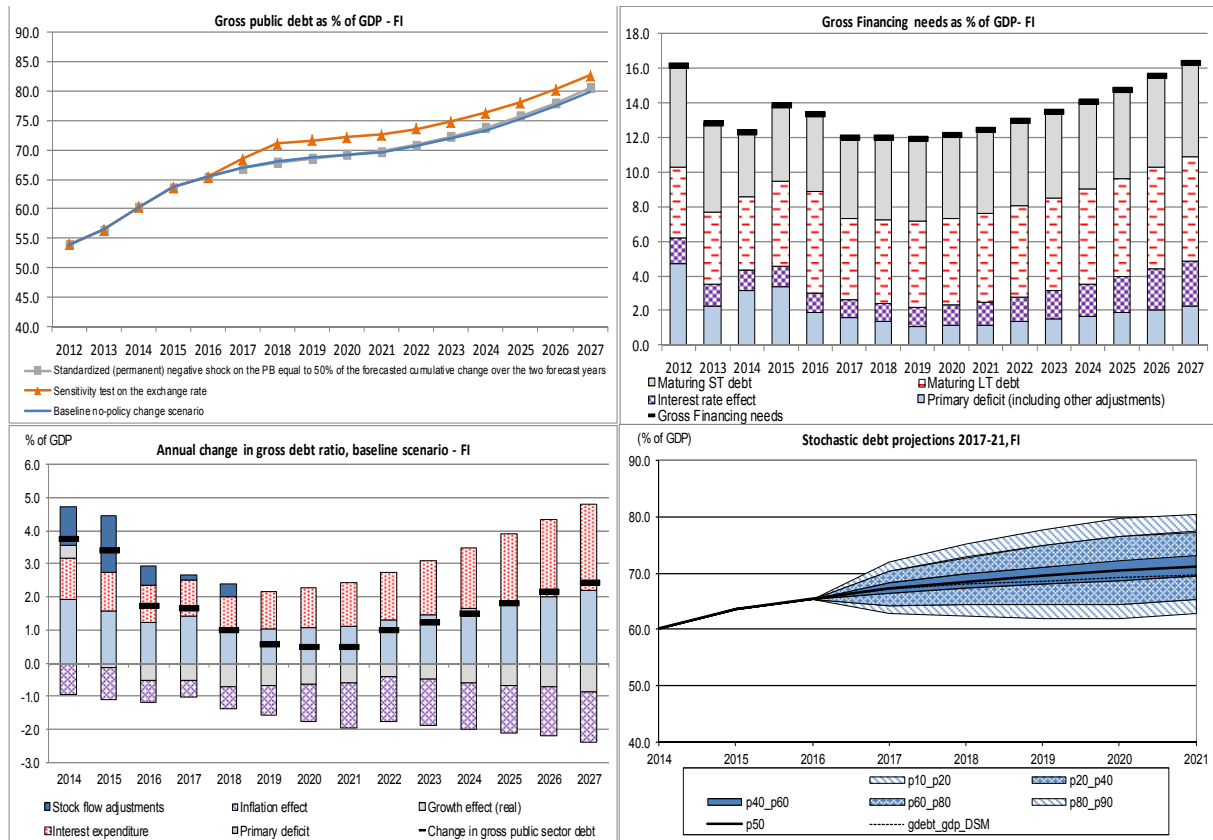 Gross public debt as % of GDP - FI
90.0
85.0
80.0
75.0
70.0
65.0
60.0
55.0
50.0
45.0
40.0
2012 2013 2014 2015 2016 2017 2018 2019 2020 2021 2022 2023 2024 2025 2026 2027
Standardized (permanent) negative shock on the PB equal to 50% of the forecasted cumulative change over the two forecast years
Sensitivity test on the exchange rate
Baseline no-policy change scenario
Gross Financing needs as % of GDP- FI
18.0
16.0
14.0
12.0
10.0
8.0
6.0
4.0
2.0
0.0
2012 2013 2014 2015 2016 2017 2018 2019 2020 2021 2022 2023 2024 2025 2026 2027
Maturing ST debt Maturing LT debt
Interest rate effect Primary deficit (including other adjustments)
Gross Financing needs
% of GDP
Annual change in gross debt ratio, baseline scenario - FI
6.0
5.0
4.0
3.0
2.0
1.0
0.0
-1.0
-2.0
-3.0
2014 2015 2016 2017 2018 2019 2020 2021 2022 2023 2024 2025 2026 2027
Stock flow adjustments Inflation effect Growth effect (real)
Interest expenditure Primary deficit Change in gross public sector debt
(% of GDP)
Stochastic debt projections 2017-21, FI
90.0
80.0
70.0
60.0
50.0
40.0
2014 2015 2016 2017 2018 2019 2020 2021
p10_p20 p20_p40
p40_p60 p60_p80 p80_p90
p50 gdebt_gdp_DSM